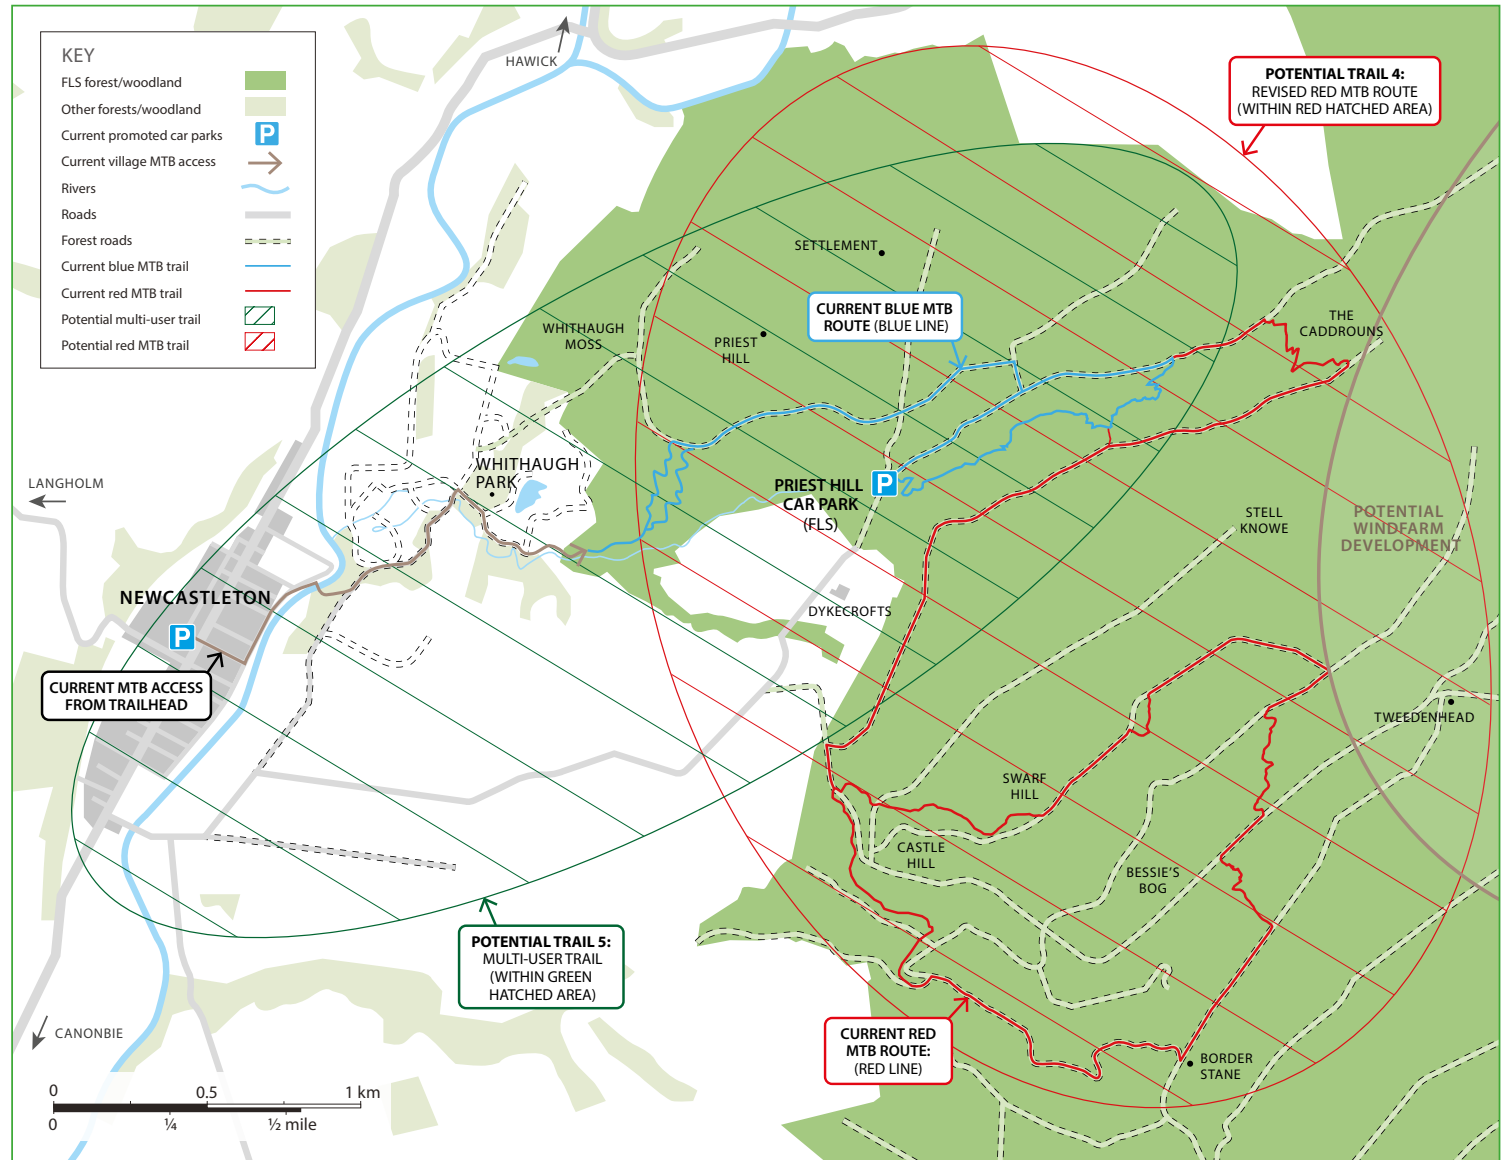 KEY
FLS forest/woodland
Other forests/woodland
Current promoted car parks
P
Current village MTB access
Rivers
Roads
Forest roads
Current blue MTB trail
Current red MTB trail
Potential multi-user trail
Potential red MTB trail
HAWICK
POTENTIAL TRAIL 4:
REVISED RED MTB ROUTE
(WITHIN RED HATCHED AREA)
SETTLEMENT
CURRENT BLUE MTB
ROUTE (BLUE LINE)
THE
CADDROUNS
WHITHAUGH
MOSS
PRIEST
HILL
WHITHAUGH
PARK
LANGHOLM
PRIEST HILL
CAR PARK
(FLS)
P
STELL
KNOWE
POTENTIAL
WINDFARM
DEVELOPMENT
NEWCASTLETON
P
DYKECROFTS
CURRENT MTB ACCESS
FROM TRAILHEAD
TWEEDENHEAD
SWARF
HILL
CASTLE
HILL
BESSIE'S
BOG
POTENTIAL TRAIL 5:
MULTI-USER TRAIL
(WITHIN GREEN
HATCHED AREA)
CURRENT RED
MTB ROUTE:
(RED LINE)
BORDER
STANE
CANONBIE
0 0.5 1 km
0 ¼ ½ mile